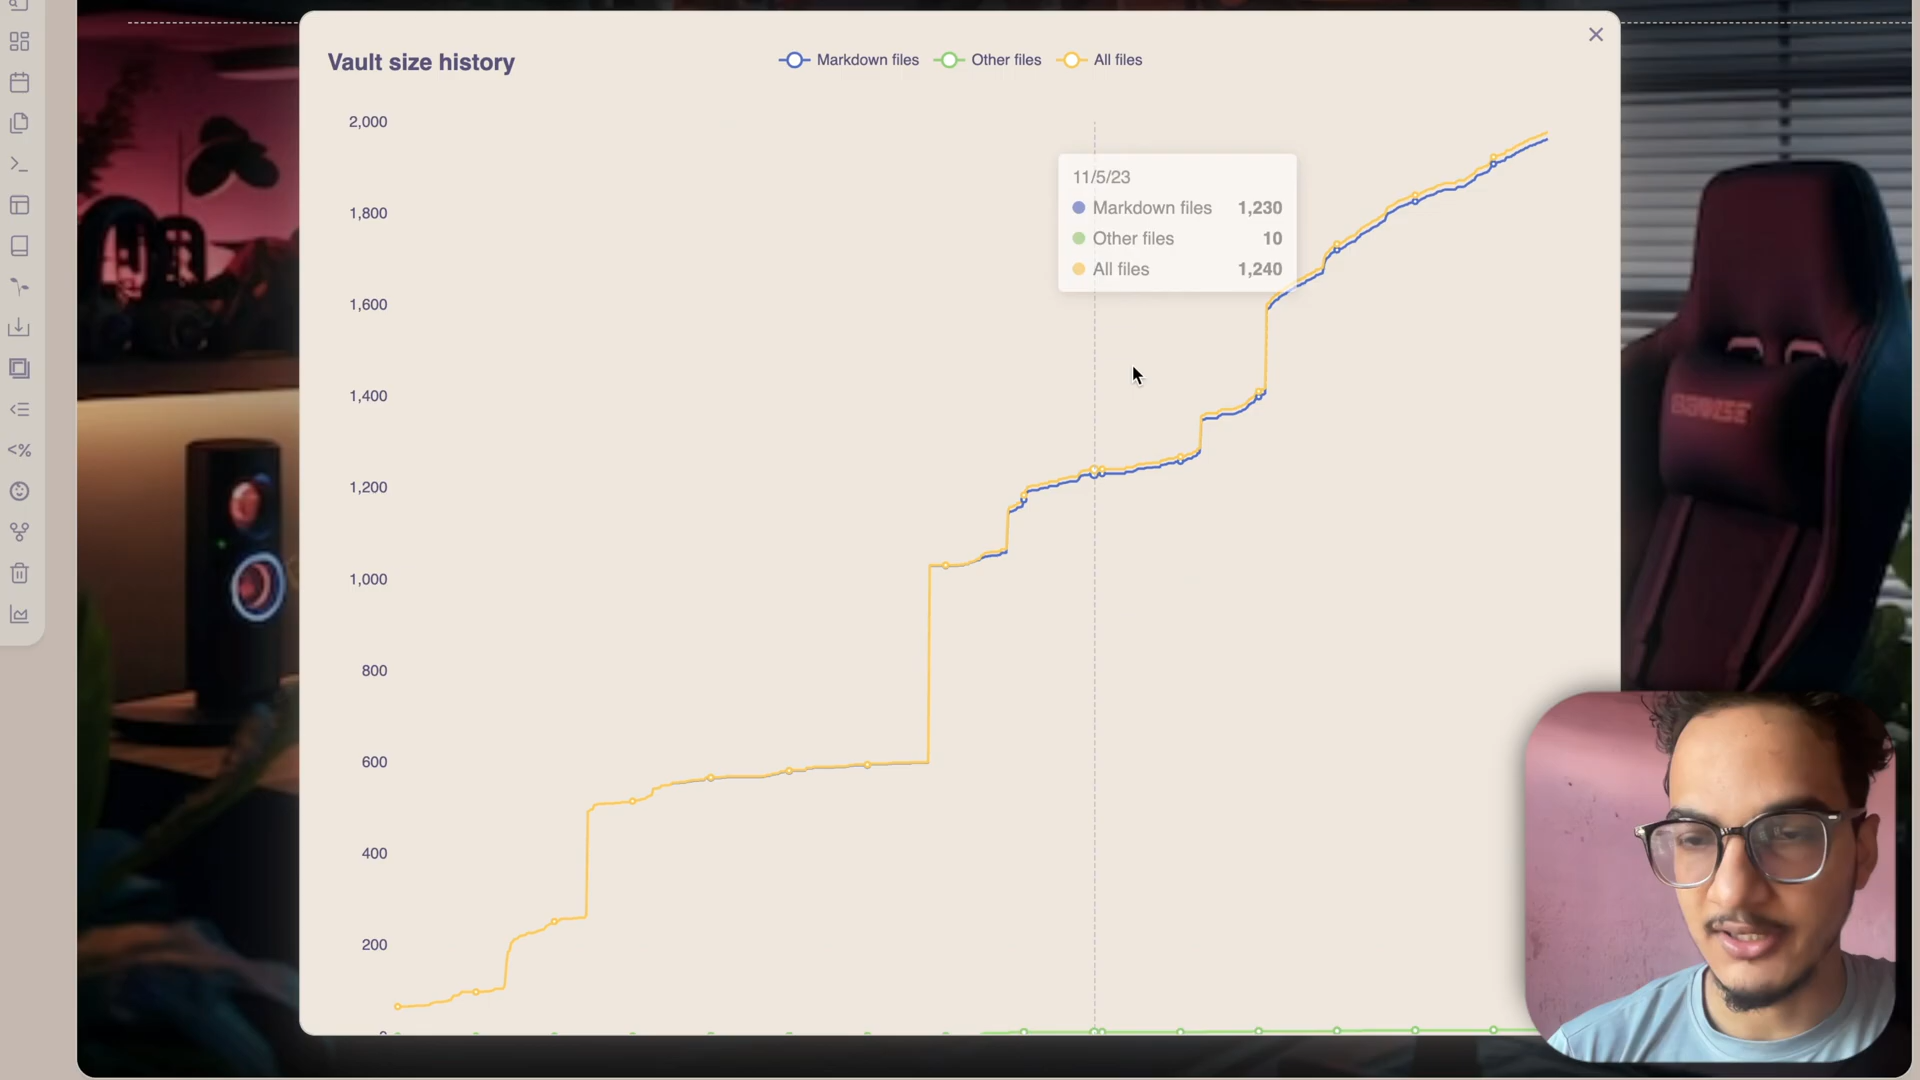 Vault size history
Markdown files Other files All files
2,000
1,800
1,600
1,400
1,200
1,000
800
600
400
200
11/5/23
Markdown files 1,230
Other files 10
All files 1,240
<%